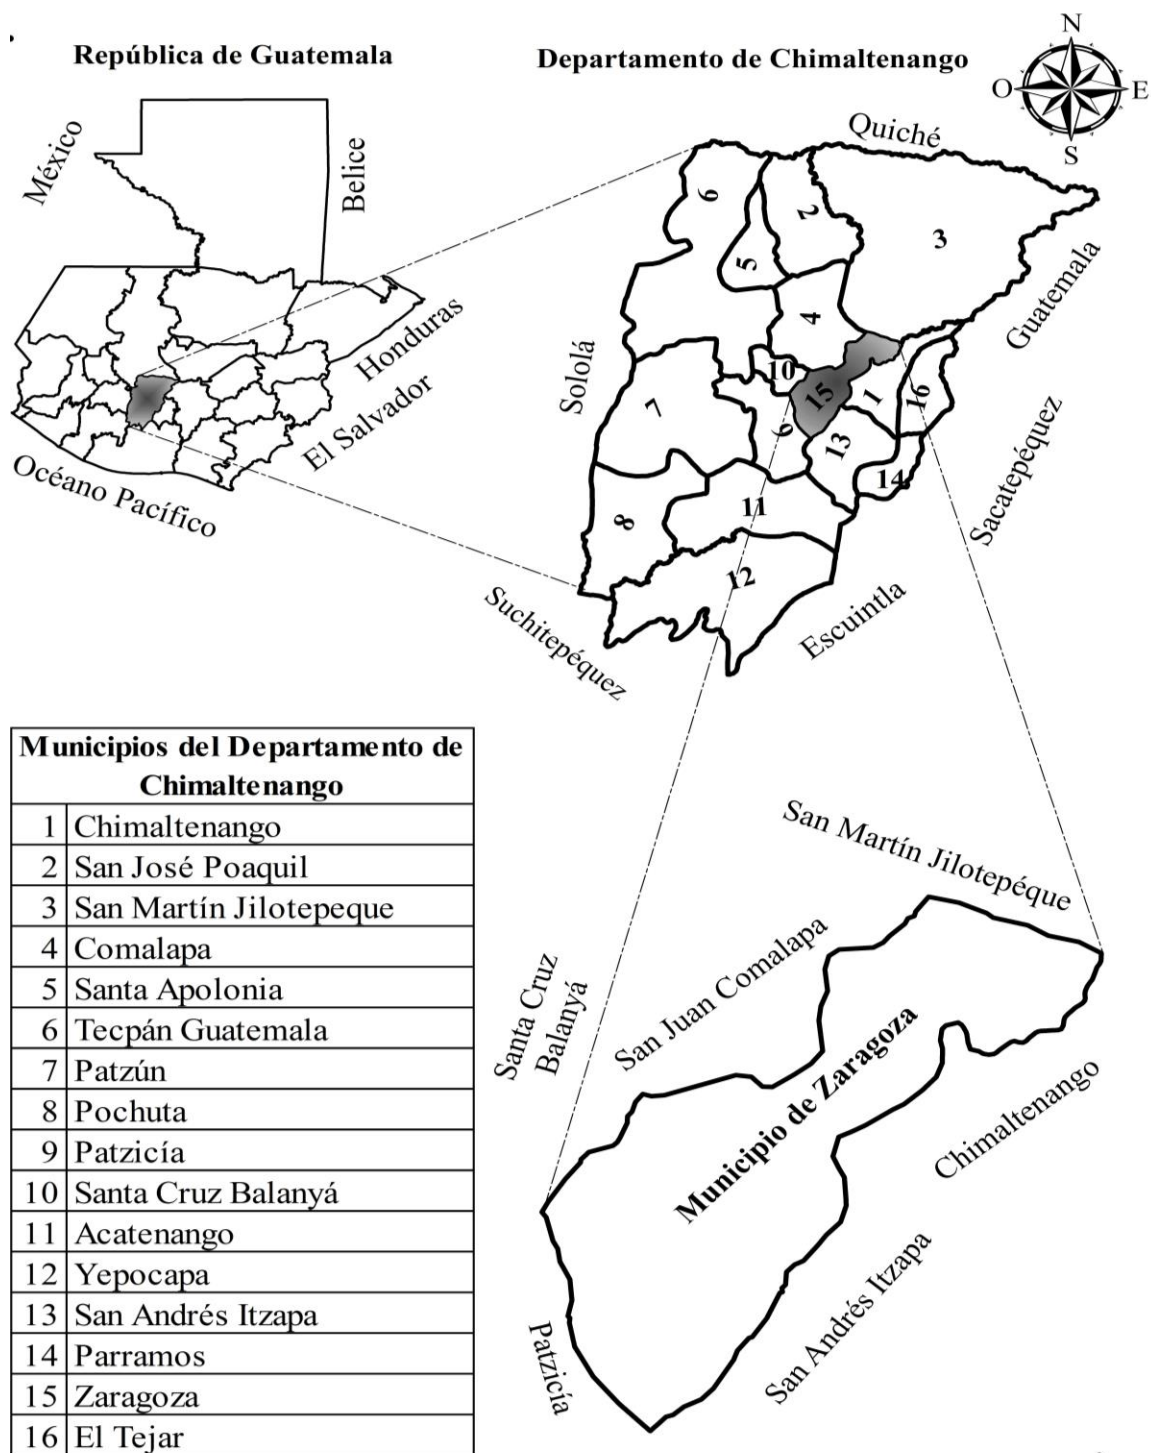 República de Guatemala
Departamento de Chimaltenango
N
O
E
S
México
Belice
Honduras
El Salvador
Océano Pacífico
Quiché
Guatemala
Sololá
Sacatepéquez
Escuintla
Suchitepéquez
6
2
3
5
4
10
15
1
16
7
9
13
14
8
11
12
Municipios del Departamento de
Chimaltenango
1 Chimaltenango
2 San José Poaquil
3 San Martín Jilotepeque
4 Comalapa
5 Santa Apolonia
6 Tecpán Guatemala
7 Patzún
8 Pochuta
9 Patzicía
10 Santa Cruz Balanyá
11 Acatenango
12 Yepocapa
13 San Andrés Itzapa
14 Parramos
15 Zaragoza
16 El Tejar
San Martín Jilotepéque
San Juan Comalapa
Santa Cruz
Balanyá
Municipio de Zaragoza
Chimaltenango
San Andrés Itzapa
Patzicía